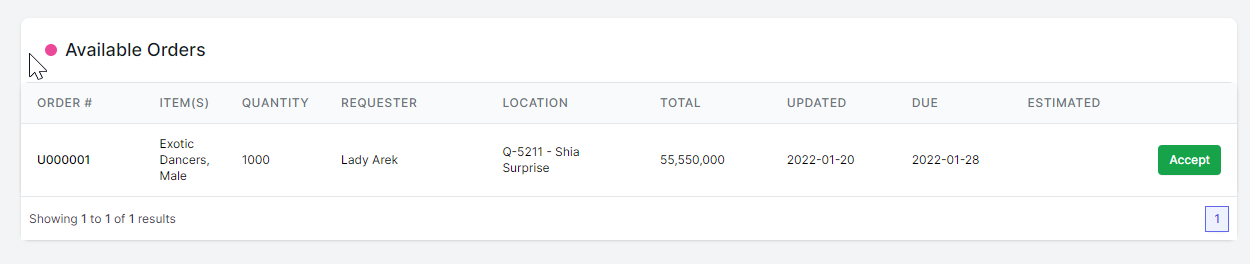 Available Orders
ORDER # ITEM(S) QUANTITY REQUESTER LOCATION TOTAL UPDATED DUE ESTIMATED
U000001 Exotic Dancers, Male 1000 Lady Arek Q-5211 - Shia Surprise 55,550,000 2022-01-20 2022-01-28 Accept
Showing 1 to 1 of 1 results 1